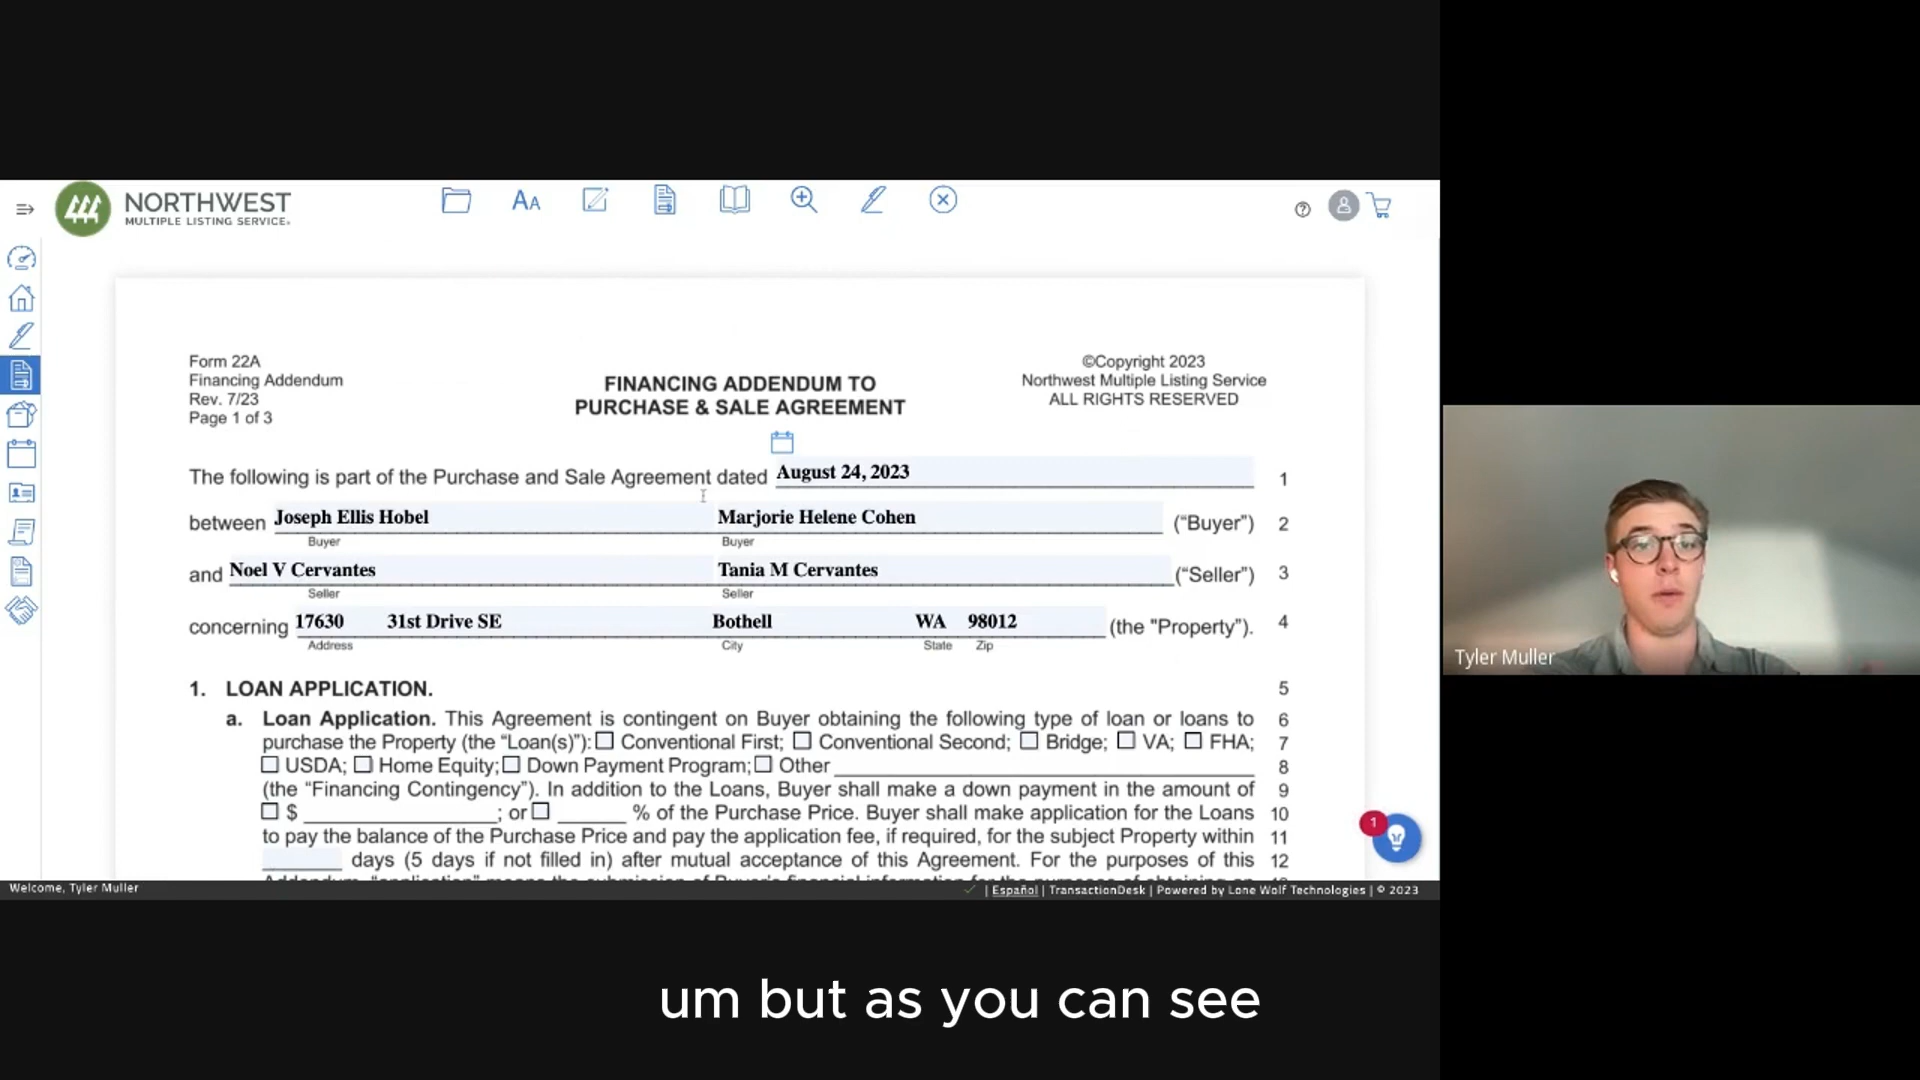 NORTHWEST
MULTIPLE LISTING SERVICE®
AA
Form 22A
Financing Addendum
Rev. 7/23
Page 1 of 3
FINANCING ADDENDUM TO
PURCHASE & SALE AGREEMENT
©Copyright 2023
Northwest Multiple Listing Service
ALL RIGHTS RESERVED
The following is part of the Purchase and Sale Agreement dated August 24, 2023 1
between Joseph Ellis Hobel Marjorie Helene Cohen (“Buyer”) 2
Buyer Buyer
and Noel V Cervantes Tania M Cervantes (“Seller”) 3
Seller Seller
concerning 17630 31st Drive SE Bothell WA 98012 (the "Property"). 4
Address City State Zip
1. LOAN APPLICATION. 5
a. Loan Application. This Agreement is contingent on Buyer obtaining the following type of loan or loans to 6
purchase the Property (the “Loan(s)”): ☐ Conventional First; ☐ Conventional Second; ☐ Bridge; ☐ VA; ☐ FHA; 7
☐ USDA; ☐ Home Equity; ☐ Down Payment Program; ☐ Other 8
(the “Financing Contingency”). In addition to the Loans, Buyer shall make a down payment in the amount of 9
☐ $ ; or ☐ % of the Purchase Price. Buyer shall make application for the Loans 10
to pay the balance of the Purchase Price and pay the application fee, if required, for the subject Property within 11
days (5 days if not filled in) after mutual acceptance of this Agreement. For the purposes of this 12
1
Tyler Muller
Welcome, Tyler Muller
| Español | TransactionDesk | Powered by Lone Wolf Technologies | © 2023
um but as you can see